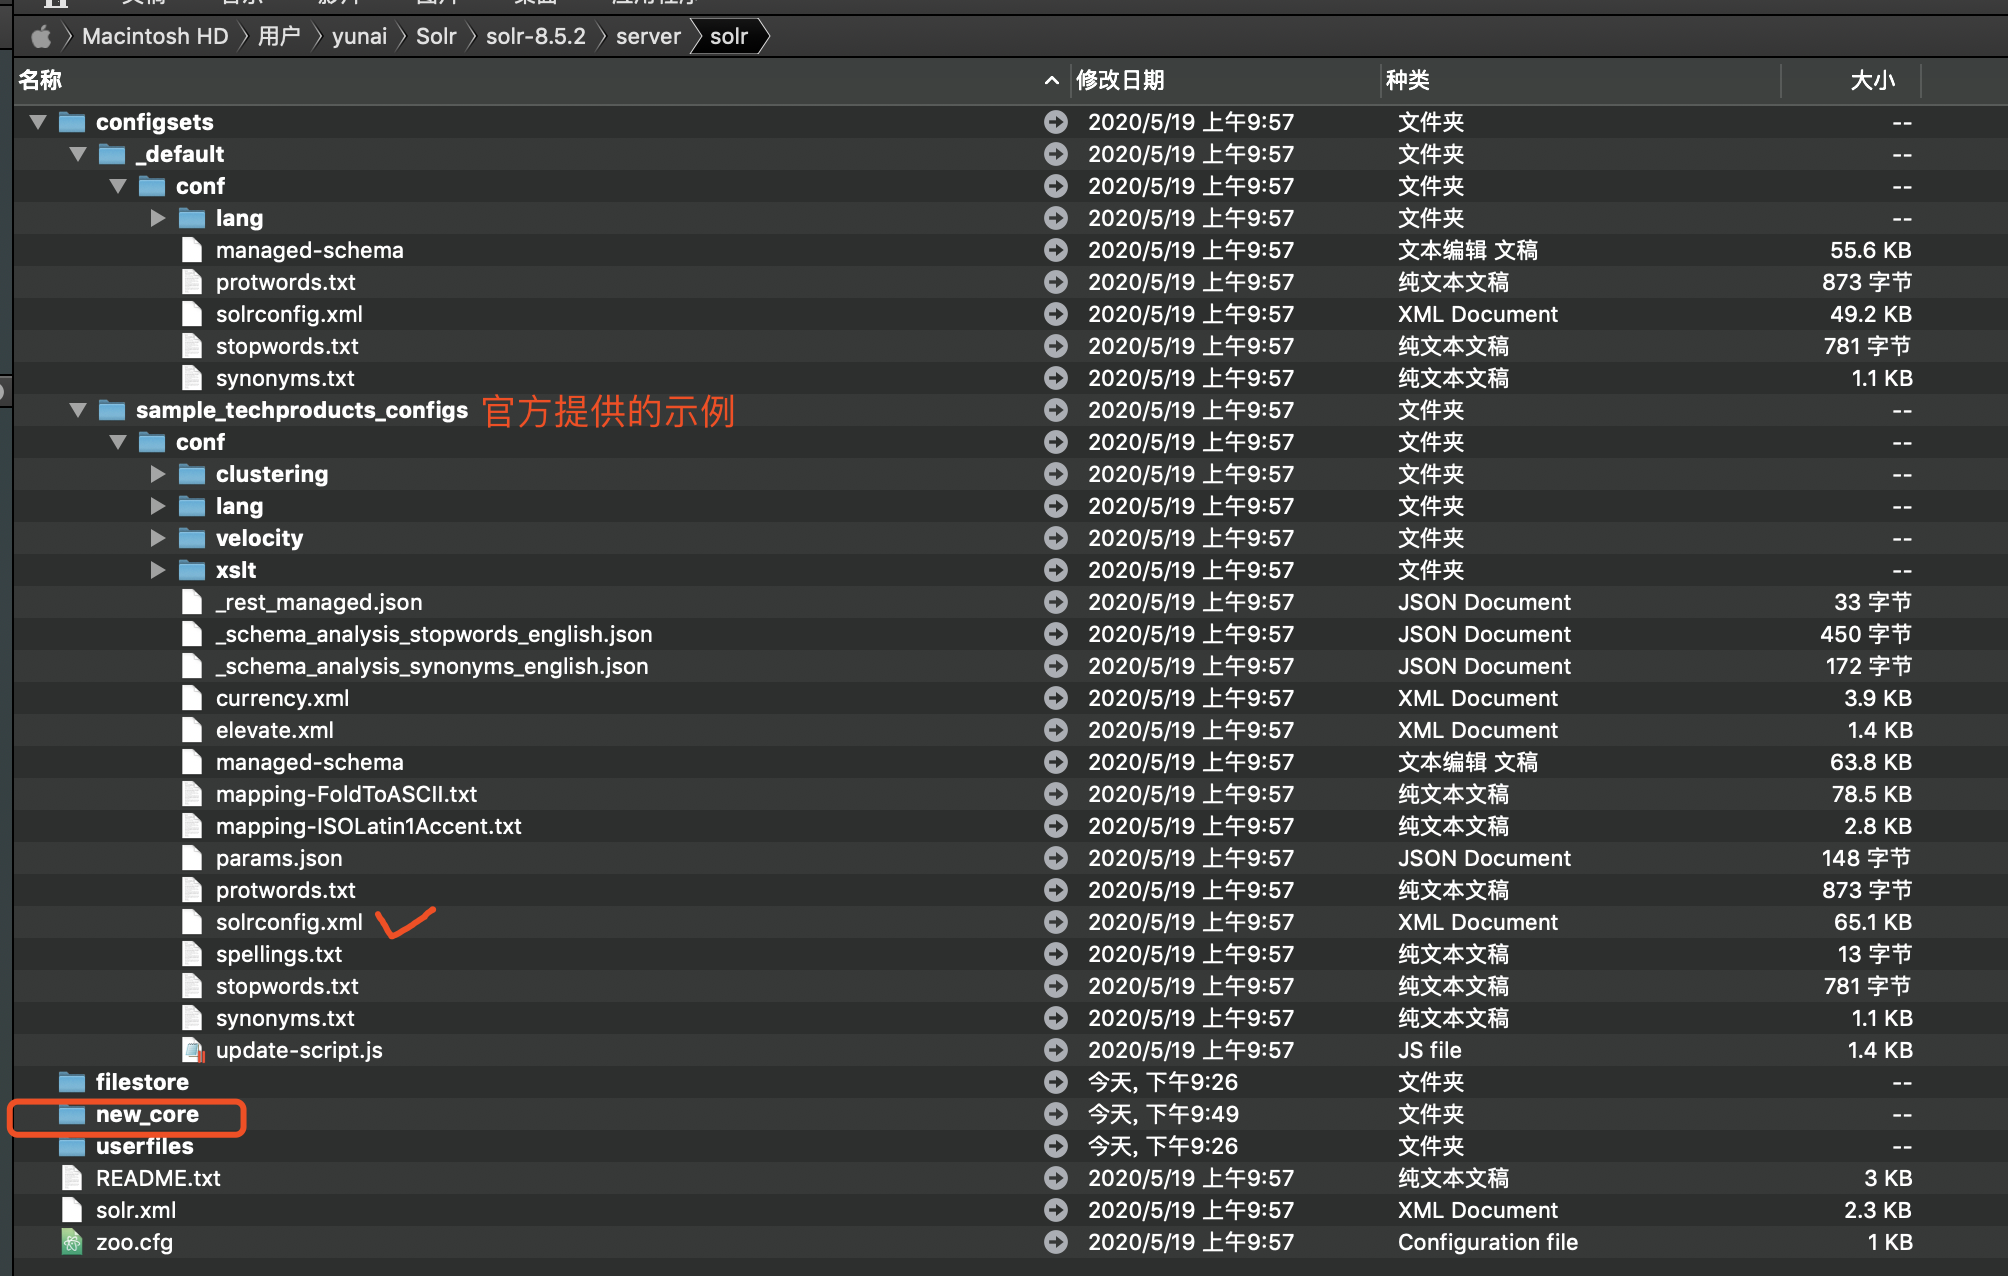 Macintosh HD 用户 yunai Solr solr-8.5.2 server solr
名称 修改日期 种类 大小
configsets 2020/5/19 上午9:57 文件夹 --
_default 2020/5/19 上午9:57 文件夹 --
conf 2020/5/19 上午9:57 文件夹 --
lang 2020/5/19 上午9:57 文件夹 --
managed-schema 2020/5/19 上午9:57 文本编辑 文稿 55.6 KB
protwords.txt 2020/5/19 上午9:57 纯文本文稿 873 字节
solrconfig.xml 2020/5/19 上午9:57 XML Document 49.2 KB
stopwords.txt 2020/5/19 上午9:57 纯文本文稿 781 字节
synonyms.txt 2020/5/19 上午9:57 纯文本文稿 1.1 KB
sample_techproducts_configs 官方提供的示例 2020/5/19 上午9:57 文件夹 --
conf 2020/5/19 上午9:57 文件夹 --
clustering 2020/5/19 上午9:57 文件夹 --
lang 2020/5/19 上午9:57 文件夹 --
velocity 2020/5/19 上午9:57 文件夹 --
xslt 2020/5/19 上午9:57 文件夹 --
_rest_managed.json 2020/5/19 上午9:57 JSON Document 33 字节
_schema_analysis_stopwords_english.json 2020/5/19 上午9:57 JSON Document 450 字节
_schema_analysis_synonyms_english.json 2020/5/19 上午9:57 JSON Document 172 字节
currency.xml 2020/5/19 上午9:57 XML Document 3.9 KB
elevate.xml 2020/5/19 上午9:57 XML Document 1.4 KB
managed-schema 2020/5/19 上午9:57 文本编辑 文稿 63.8 KB
mapping-FoldToASCII.txt 2020/5/19 上午9:57 纯文本文稿 78.5 KB
mapping-ISOLatin1Accent.txt 2020/5/19 上午9:57 纯文本文稿 2.8 KB
params.json 2020/5/19 上午9:57 JSON Document 148 字节
protwords.txt 2020/5/19 上午9:57 纯文本文稿 873 字节
solrconfig.xml 2020/5/19 上午9:57 XML Document 65.1 KB
spellings.txt 2020/5/19 上午9:57 纯文本文稿 13 字节
stopwords.txt 2020/5/19 上午9:57 纯文本文稿 781 字节
synonyms.txt 2020/5/19 上午9:57 纯文本文稿 1.1 KB
update-script.js 2020/5/19 上午9:57 JS file 1.4 KB
filestore 今天, 下午9:26 文件夹 --
new_core 今天, 下午9:49 文件夹 --
userfiles 今天, 下午9:26 文件夹 --
README.txt 2020/5/19 上午9:57 纯文本文稿 3 KB
solr.xml 2020/5/19 上午9:57 XML Document 2.3 KB
zoo.cfg 2020/5/19 上午9:57 Configuration file 1 KB